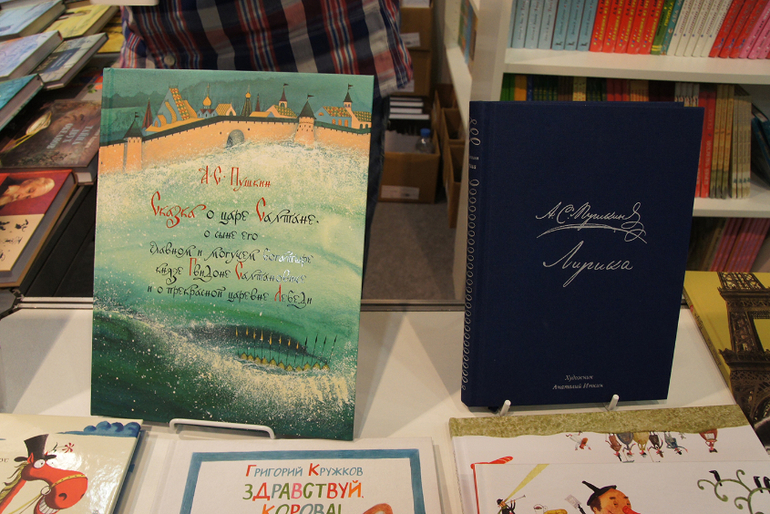 А·С· Пушкин
Сказка о царе Салтане·
о сыне его
славном и могучем богатыре
князе Гвидоне Салтановиче
и о прекрасной царевне Лебеди
А.С. Пушкин
Лирика
Художник
Анатолий Иткин
Григорий Кружков
ЗДРАВСТВУЙ,
КОРОВА!